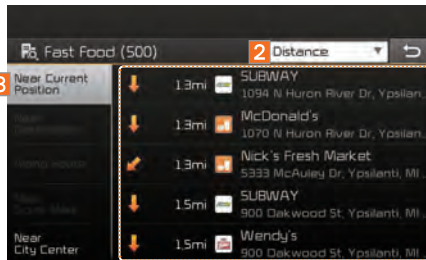 Fast Food (500)
2
Distance
3
Near Current
Position
1.3mi
SUBWAY
1094 N Huron River Dr, Ypsilan..
1.3mi
McDonald's
1070 N Huron River Dr, Ypsilan..
1.3mi
Nick's Fresh Market
5333 McAuley Dr, Ypsilanti, MI..
1.5mi
SUBWAY
900 Oakwood St, Ypsilanti, MI..
Near
City Center
1.5mi
Wendy's
900 Oakwood St, Ypsilanti, MI..